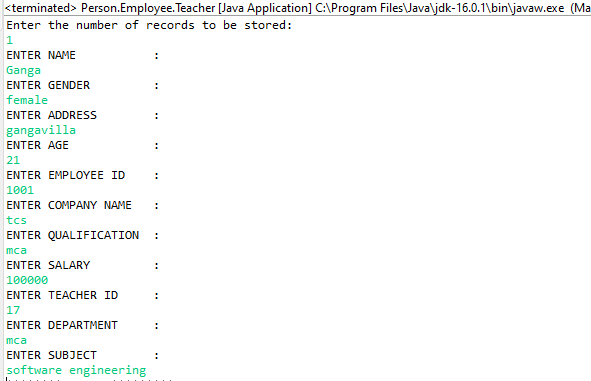 <terminated> Person.Employee.Teacher [Java Application] C:\Program Files\Java\jdk-16.0.1\bin\javaw.exe (Ma
Enter the number of records to be stored:
1
ENTER NAME :
Ganga
ENTER GENDER :
female
ENTER ADDRESS :
gangavilla
ENTER AGE :
21
ENTER EMPLOYEE ID :
1001
ENTER COMPANY NAME :
tcs
ENTER QUALIFICATION :
mca
ENTER SALARY :
100000
ENTER TEACHER ID :
17
ENTER DEPARTMENT :
mca
ENTER SUBJECT :
software engineering